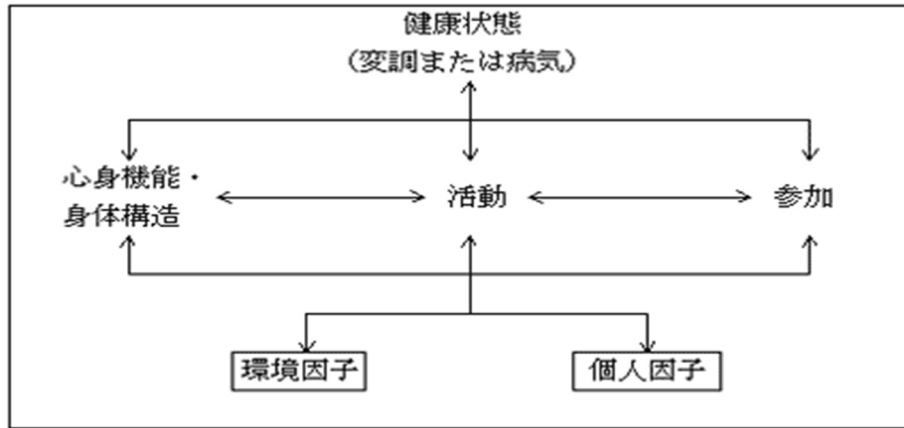 健康状態
(変調または病気)
心身機能・
身体構造
活動
参加
環境因子
個人因子